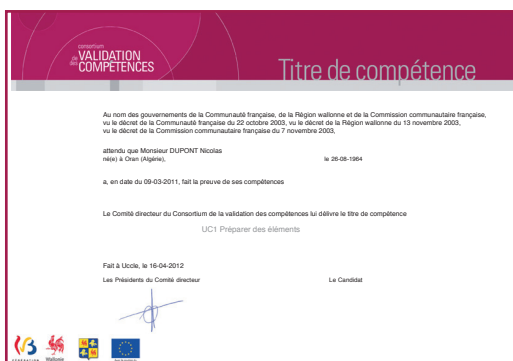 consortium
de VALIDATION
des COMPÉTENCES
Titre de compétence
Au nom des gouvernements de la Communauté française, de la Région wallonne et de la Commission communautaire française,
vu le décret de la Communauté française du 22 octobre 2003, vu le décret de la Région wallonne du 13 novembre 2003,
vu le décret de la Commission communautaire française du 7 novembre 2003,
attendu que Monsieur DUPONT Nicolas
né(e) à Oran (Algérie), le 26-08-1964
a, en date du 09-03-2011, fait la preuve de ses compétences
Le Comité directeur du Consortium de la validation des compétences lui délivre le titre de compétence
UC1 Préparer des éléments
Fait à Uccle, le 16-04-2012
Les Présidents du Comité directeur Le Candidat
Wallonie